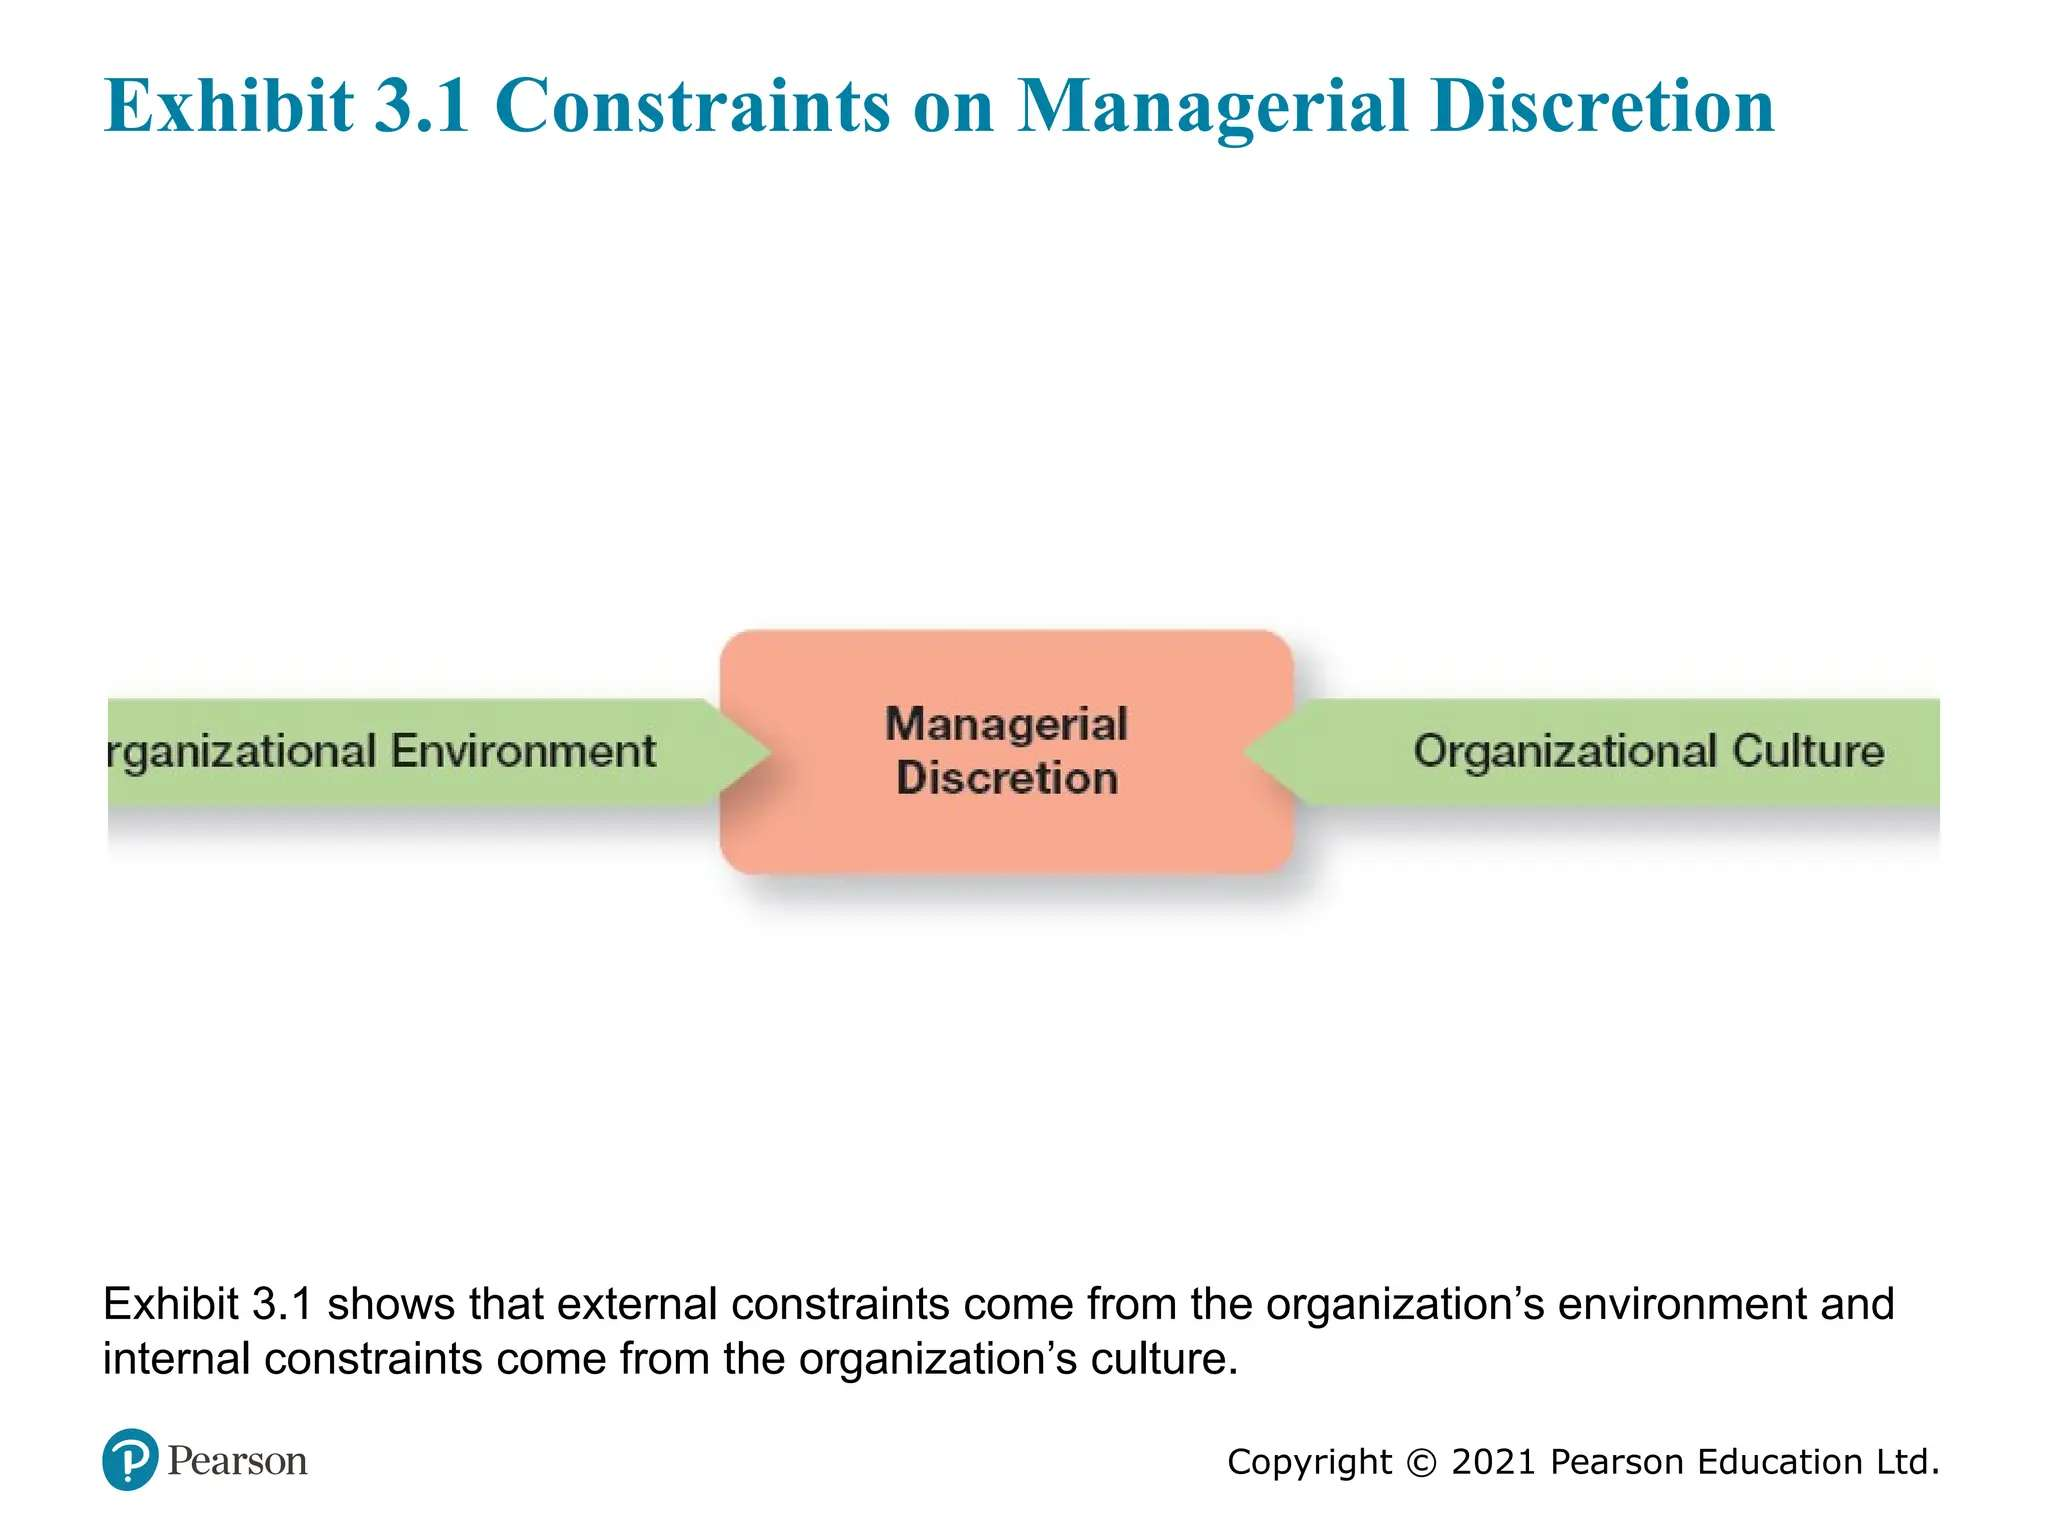 Exhibit 3.1 Constraints on Managerial Discretion
rganizational Environment
Managerial
Discretion
Organizational Culture
Exhibit 3.1 shows that external constraints come from the organization’s environment and
internal constraints come from the organization’s culture.
Pearson
Copyright © 2021 Pearson Education Ltd.